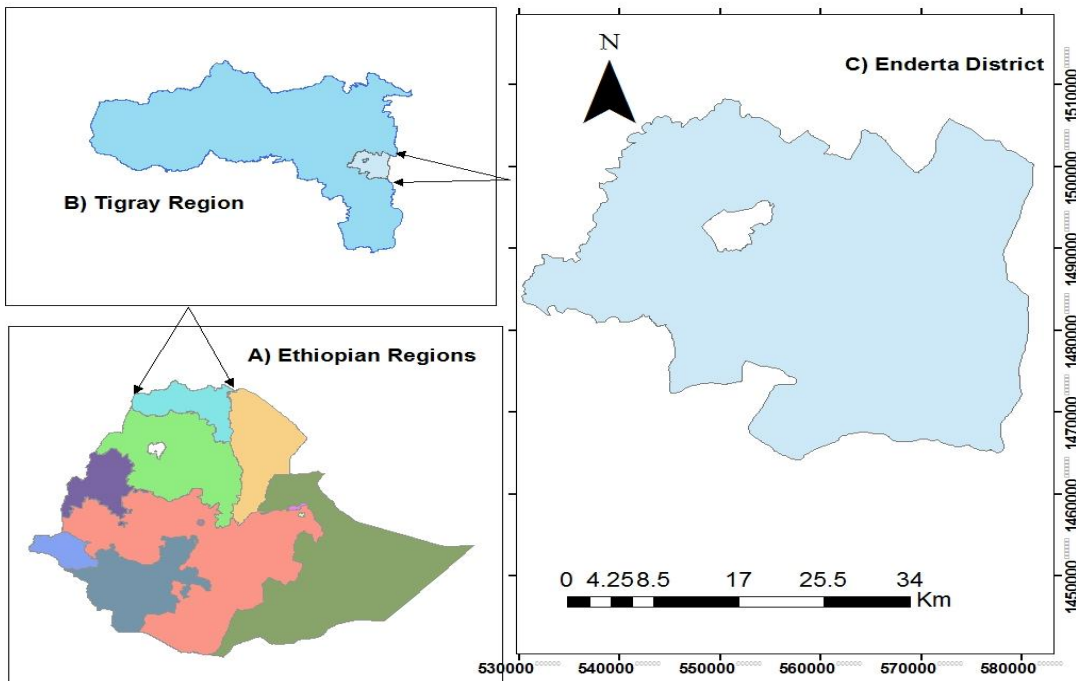 B) Tigray Region
A) Ethiopian Regions
N
C) Enderta District
1510000
1500000
1490000
1480000
1470000
1460000
1450000
0 4.25 8.5 17 25.5 34
Km
530000 540000 550000 560000 570000 580000